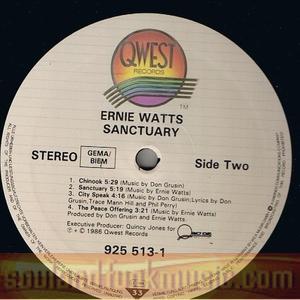 QWEST
RECORDS
TM
ERNIE WATTS
SANCTUARY
STEREO
GEMA/
BIEM
Side Two
1. Chinook 5:29 (Music by Don Grusin)
2. Sanctuary 5:19 (Music by Ernie Watts)
3. City Speak 4:16 (Music by Don Grusin;Lyrics by Don
Grusin,Trace Mann Hill and Phil Perry)
4. The Peace Offering 3:21 (Music by Ernie Watts)
Produced by Don Grusin and Ernie Watts.
Executive Producer: Quincy Jones for
℗ + © 1986 Qwest Records
925 513-1
33
soulandfunkmusic.com